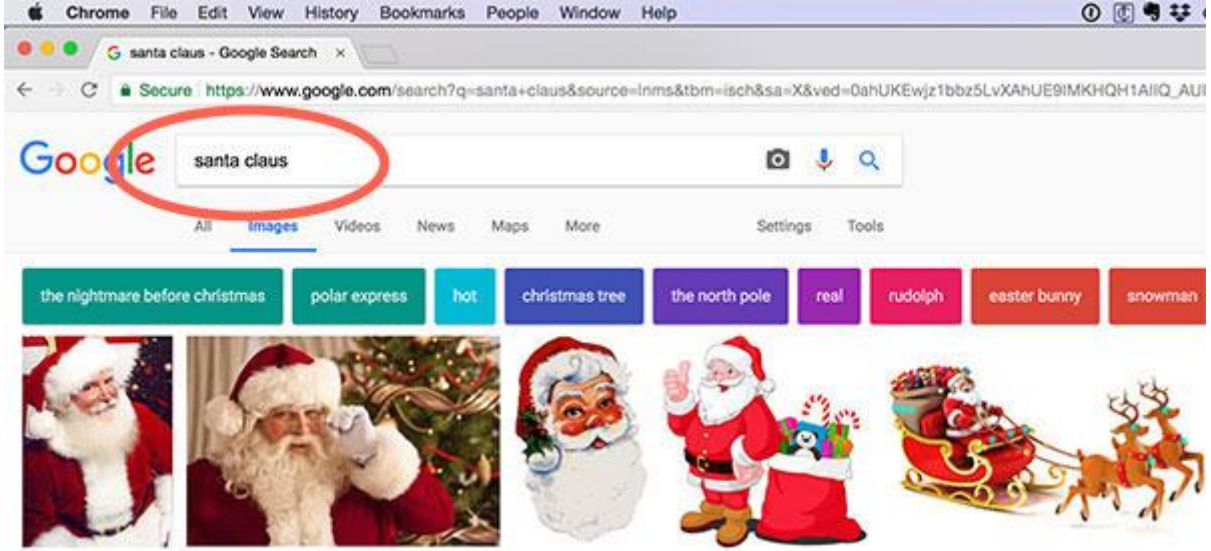 Chrome File Edit View History Bookmarks People Window Help
santa claus - Google Search
Secure https://www.google.com/search?q=santa+claus&source=lnms&tbm=isch&sa=X&ved=
Google santa claus
All Images Videos News Maps More Settings Tools
the nightmare before christmas polar express hot christmas tree the north pole real rudolph easter bunny snowman